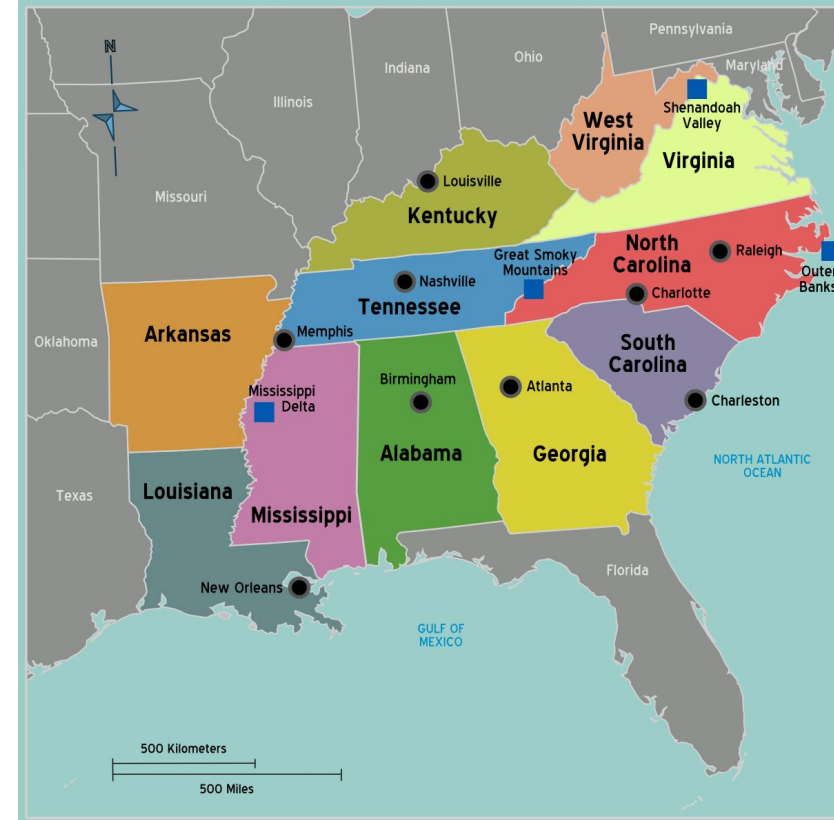 Pennsylvania
N
Ohio
Indiana
Maryland
Illinois
Shenandoah
Valley
West
Virginia
Virginia
Louisville
Missouri
Kentucky
North
Carolina
Raleigh
Great Smoky
Mountains
Outer
Banks
Nashville
Charlotte
Tennessee
Memphis
Arkansas
Oklahoma
South
Carolina
Birmingham
Atlanta
Mississippi
Delta
Charleston
Alabama
Georgia
NORTH ATLANTIC
OCEAN
Texas
Louisiana
Mississippi
Florida
New Orleans
GULF OF
MEXICO
500 Kilometers
500 Miles